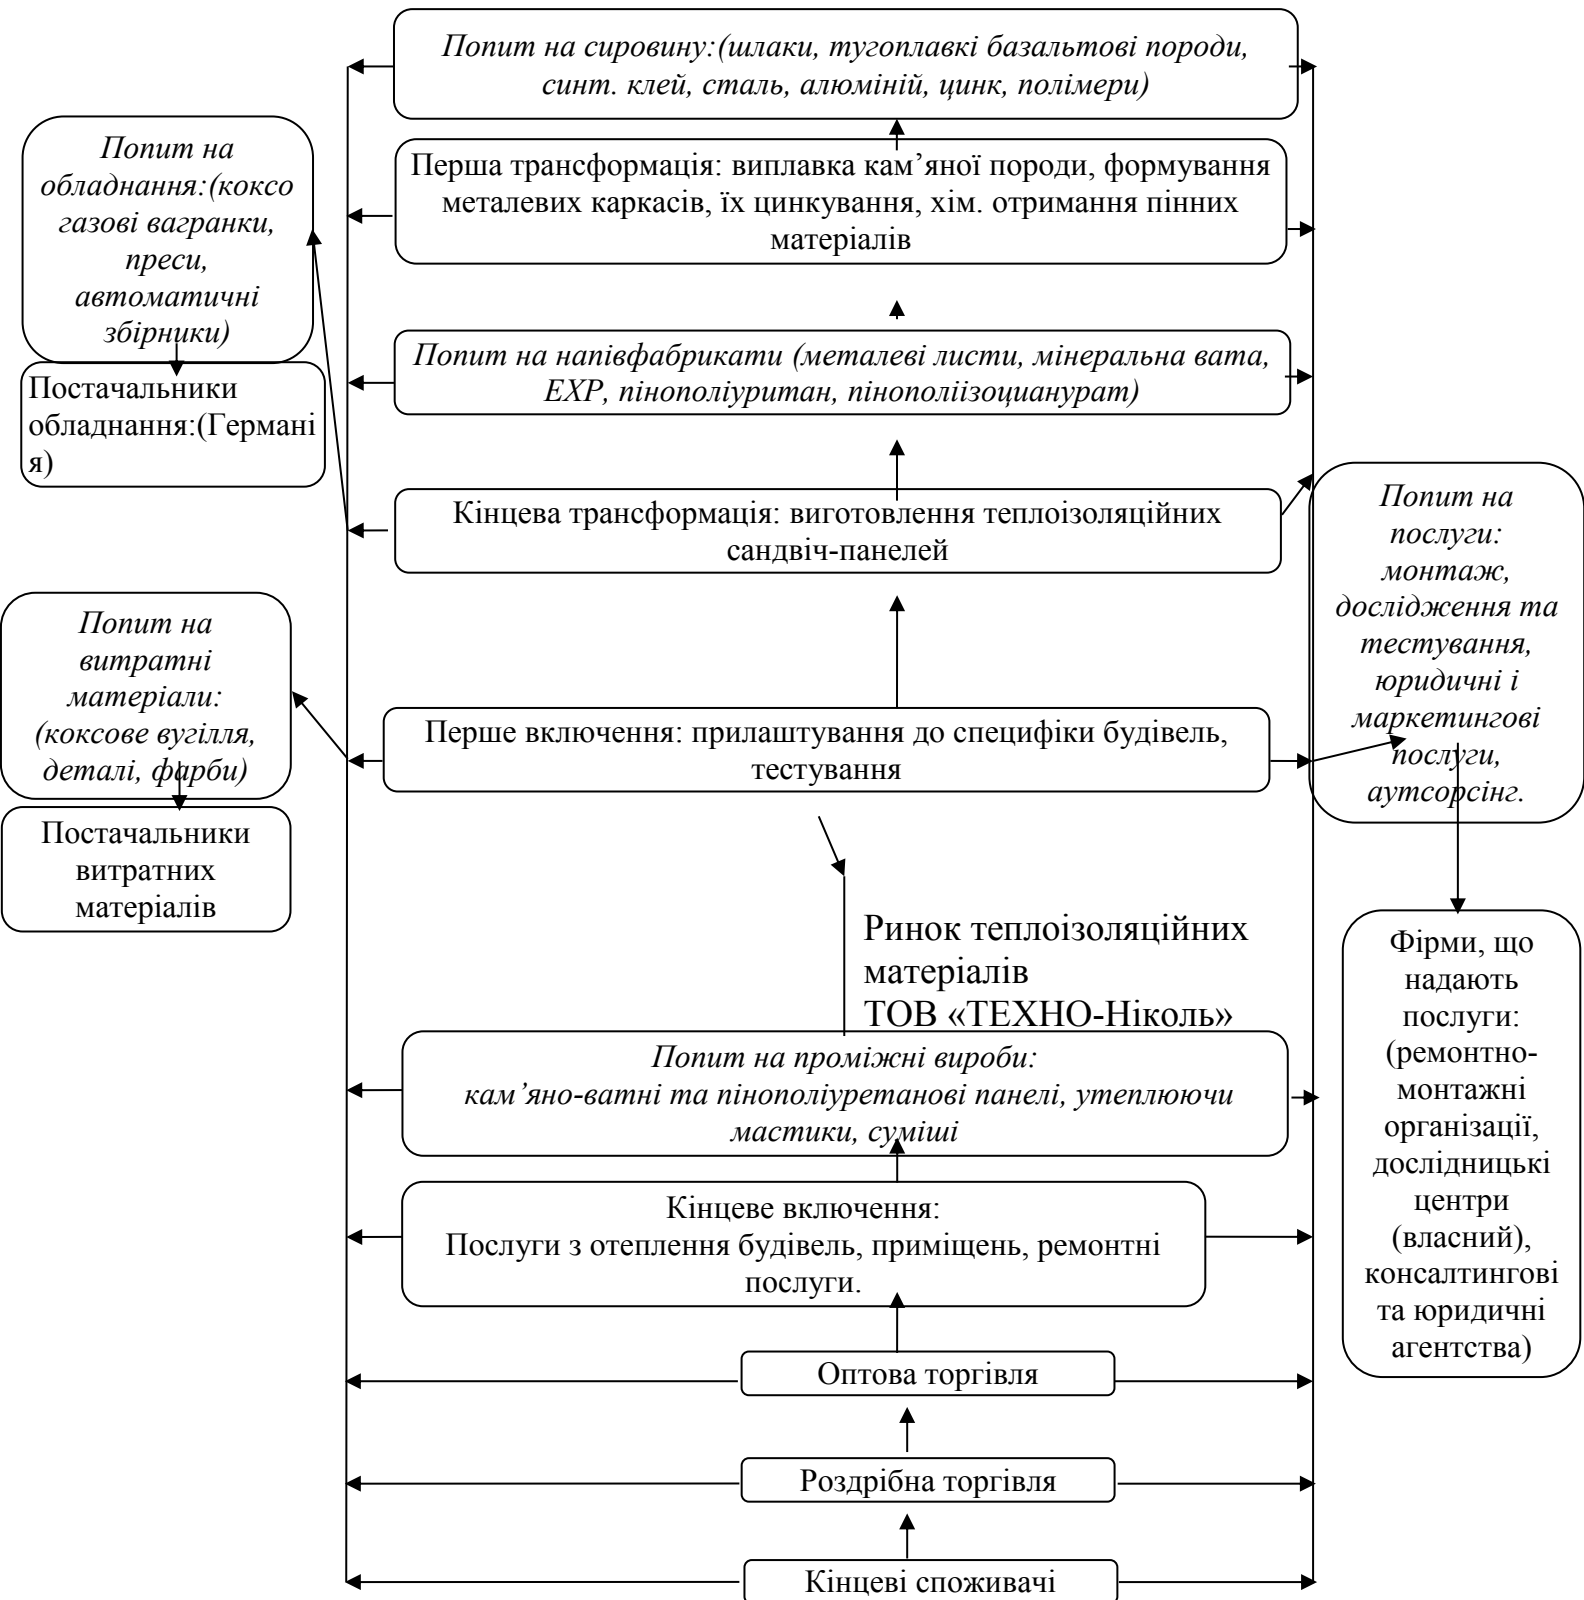 Попит на сировину:(шлаки, тугоплавкі базальтові породи,
синт. клей, сталь, алюміній, цинк, полімери)
Попит на
обладнання:(коксо
газові вагранки,
преси,
автоматичні
збірники)
Перша трансформація: виплавка кам’яної породи, формування
металевих каркасів, їх цинкування, хім. отримання пінних
матеріалів
Попит на напівфабрикати (металеві листи, мінеральна вата,
EXP, пінополіуритан, пінополіізоцианурат)
Постачальники
обладнання:(Германі
я)
Кінцева трансформація: виготовлення теплоізоляційних
сандвіч-панелей
Попит на
послуги:
монтаж,
дослідження та
тестування,
юридичні і
маркетингові
послуги,
аутсорсінг.
Попит на
витратні
матеріали:
(коксове вугілля,
деталі, фарби)
Перше включення: прилаштування до специфіки будівель,
тестування
Постачальники
витратних
матеріалів
Ринок теплоізоляційних
матеріалів
ТОВ «ТЕХНО-Ніколь»
Фірми, що
надають
послуги:
(ремонтно-
монтажні
організації,
дослідницькі
центри
(власний),
консалтингові
та юридичні
агентства)
Попит на проміжні вироби:
кам’яно-ватні та пінополіуретанові панелі, утеплюючи
мастики, суміші
Кінцеве включення:
Послуги з отеплення будівель, приміщень, ремонтні
послуги.
Оптова торгівля
Роздрібна торгівля
Кінцеві споживачі